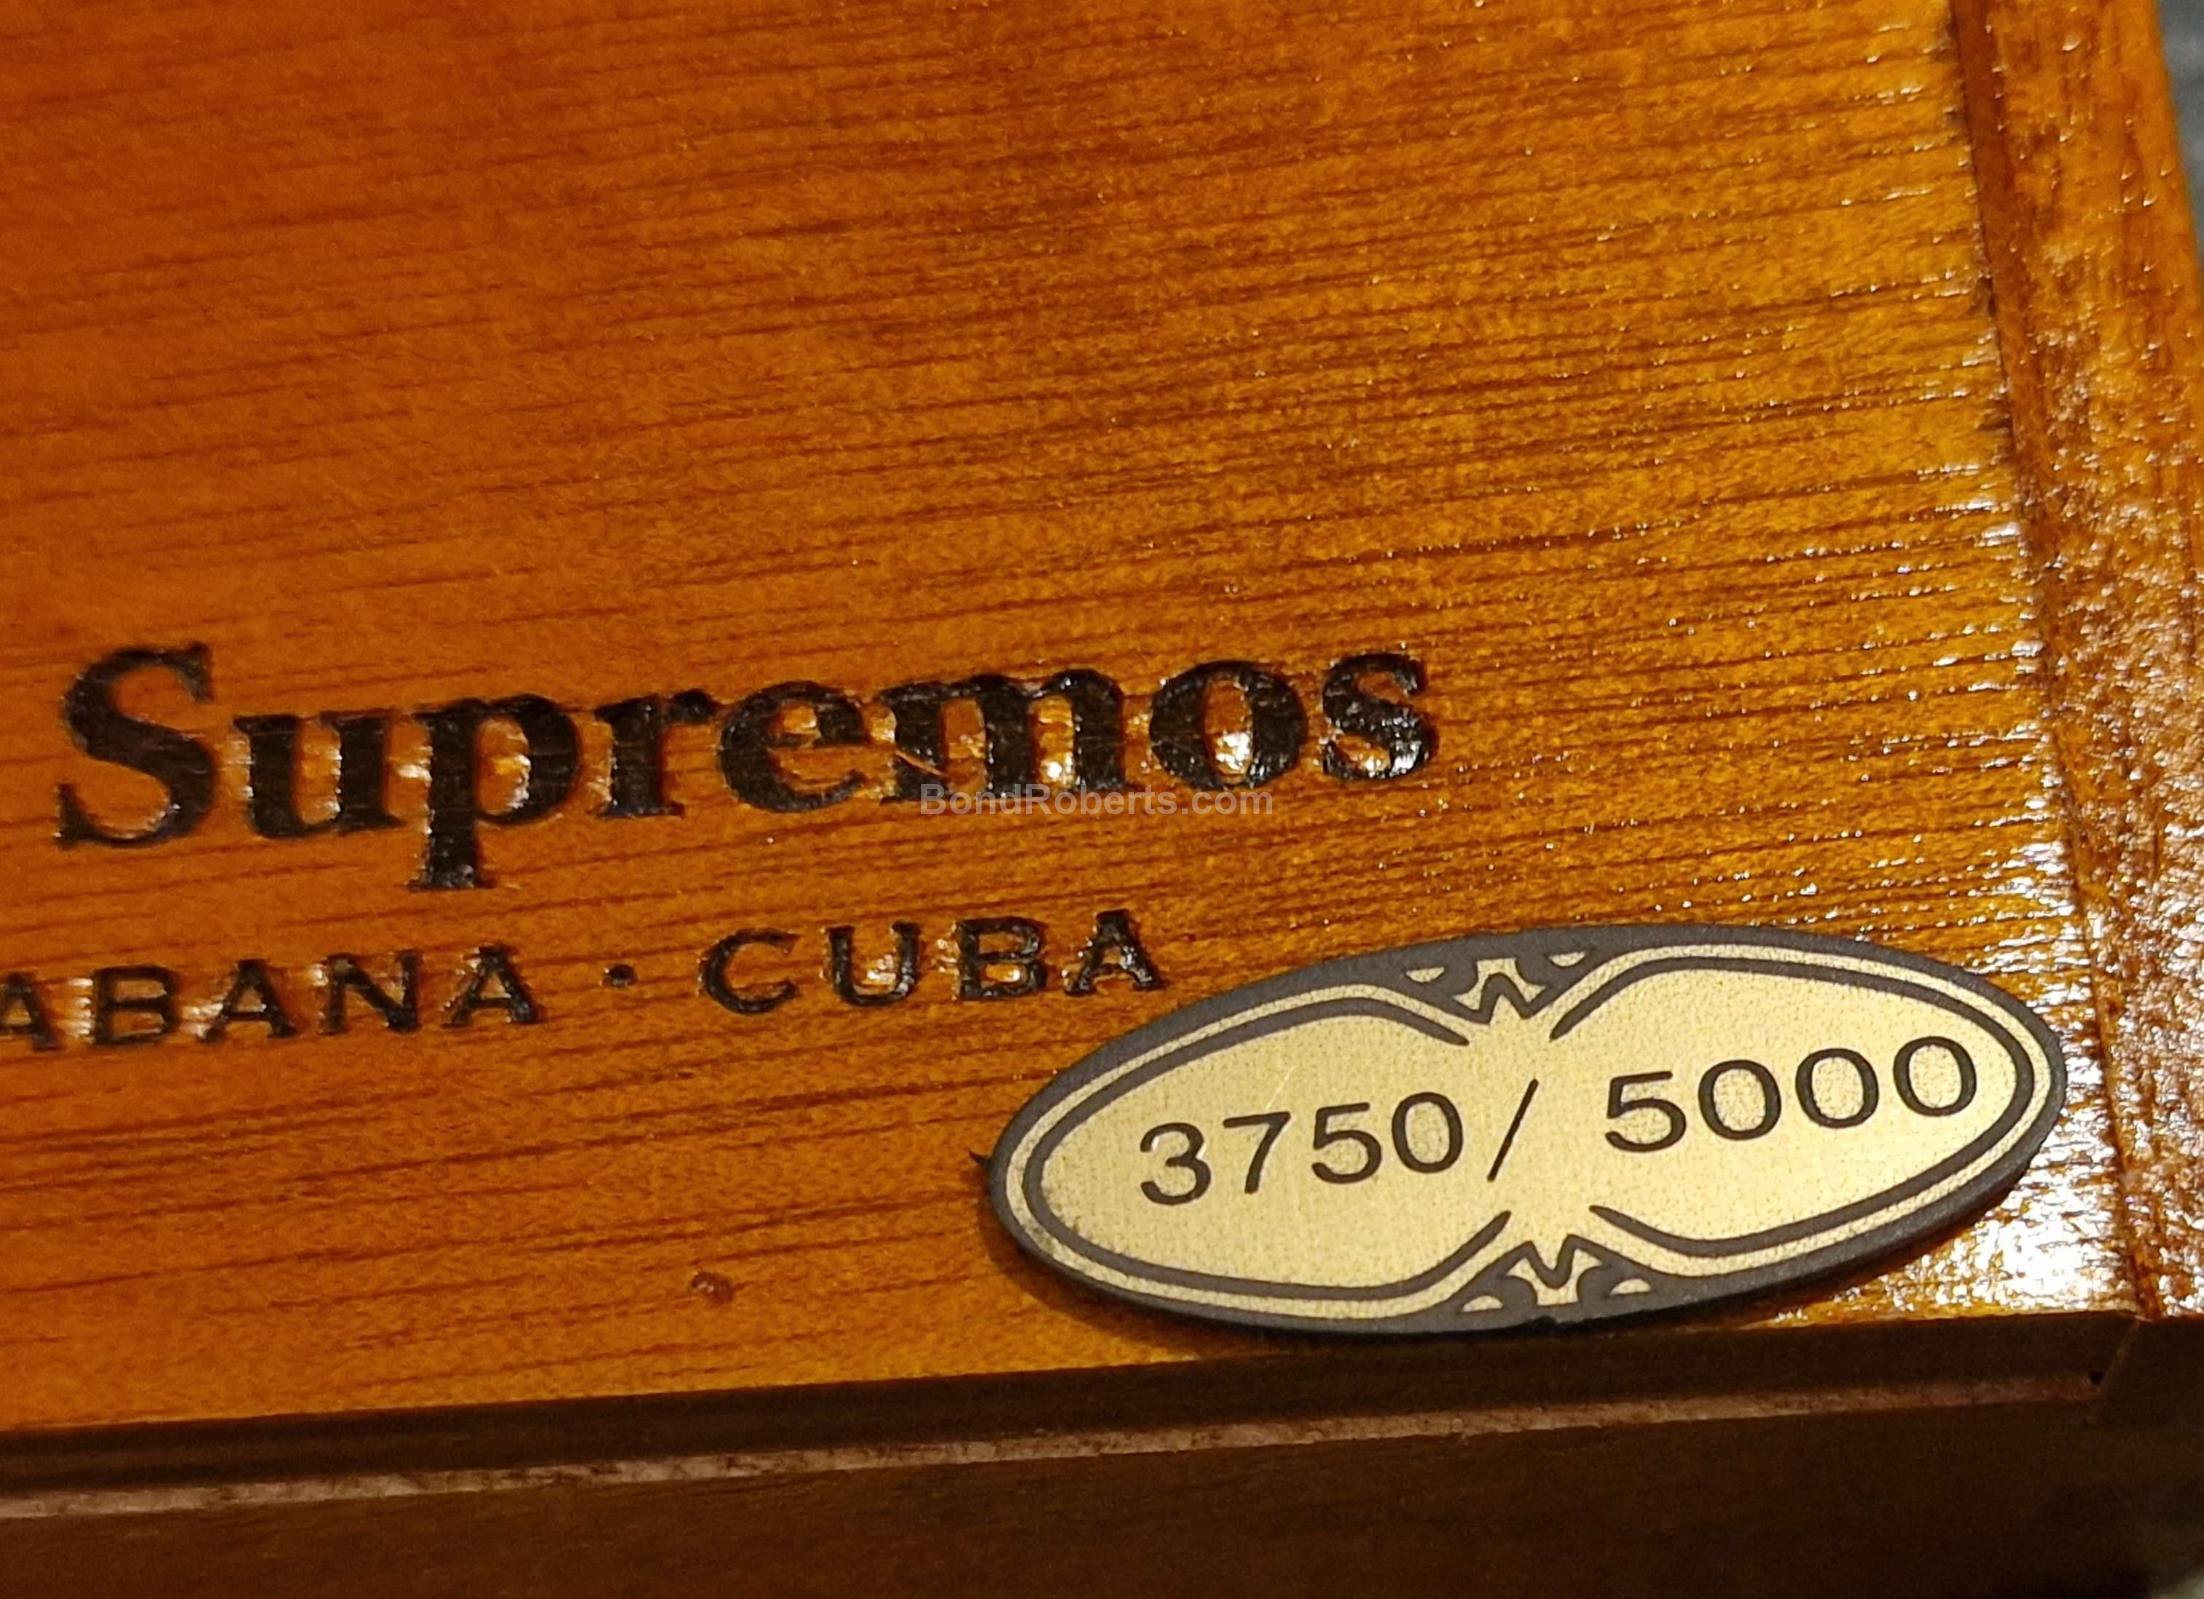 Supremos
BondRoberts.com
ABANA · CUBA
3750/5000